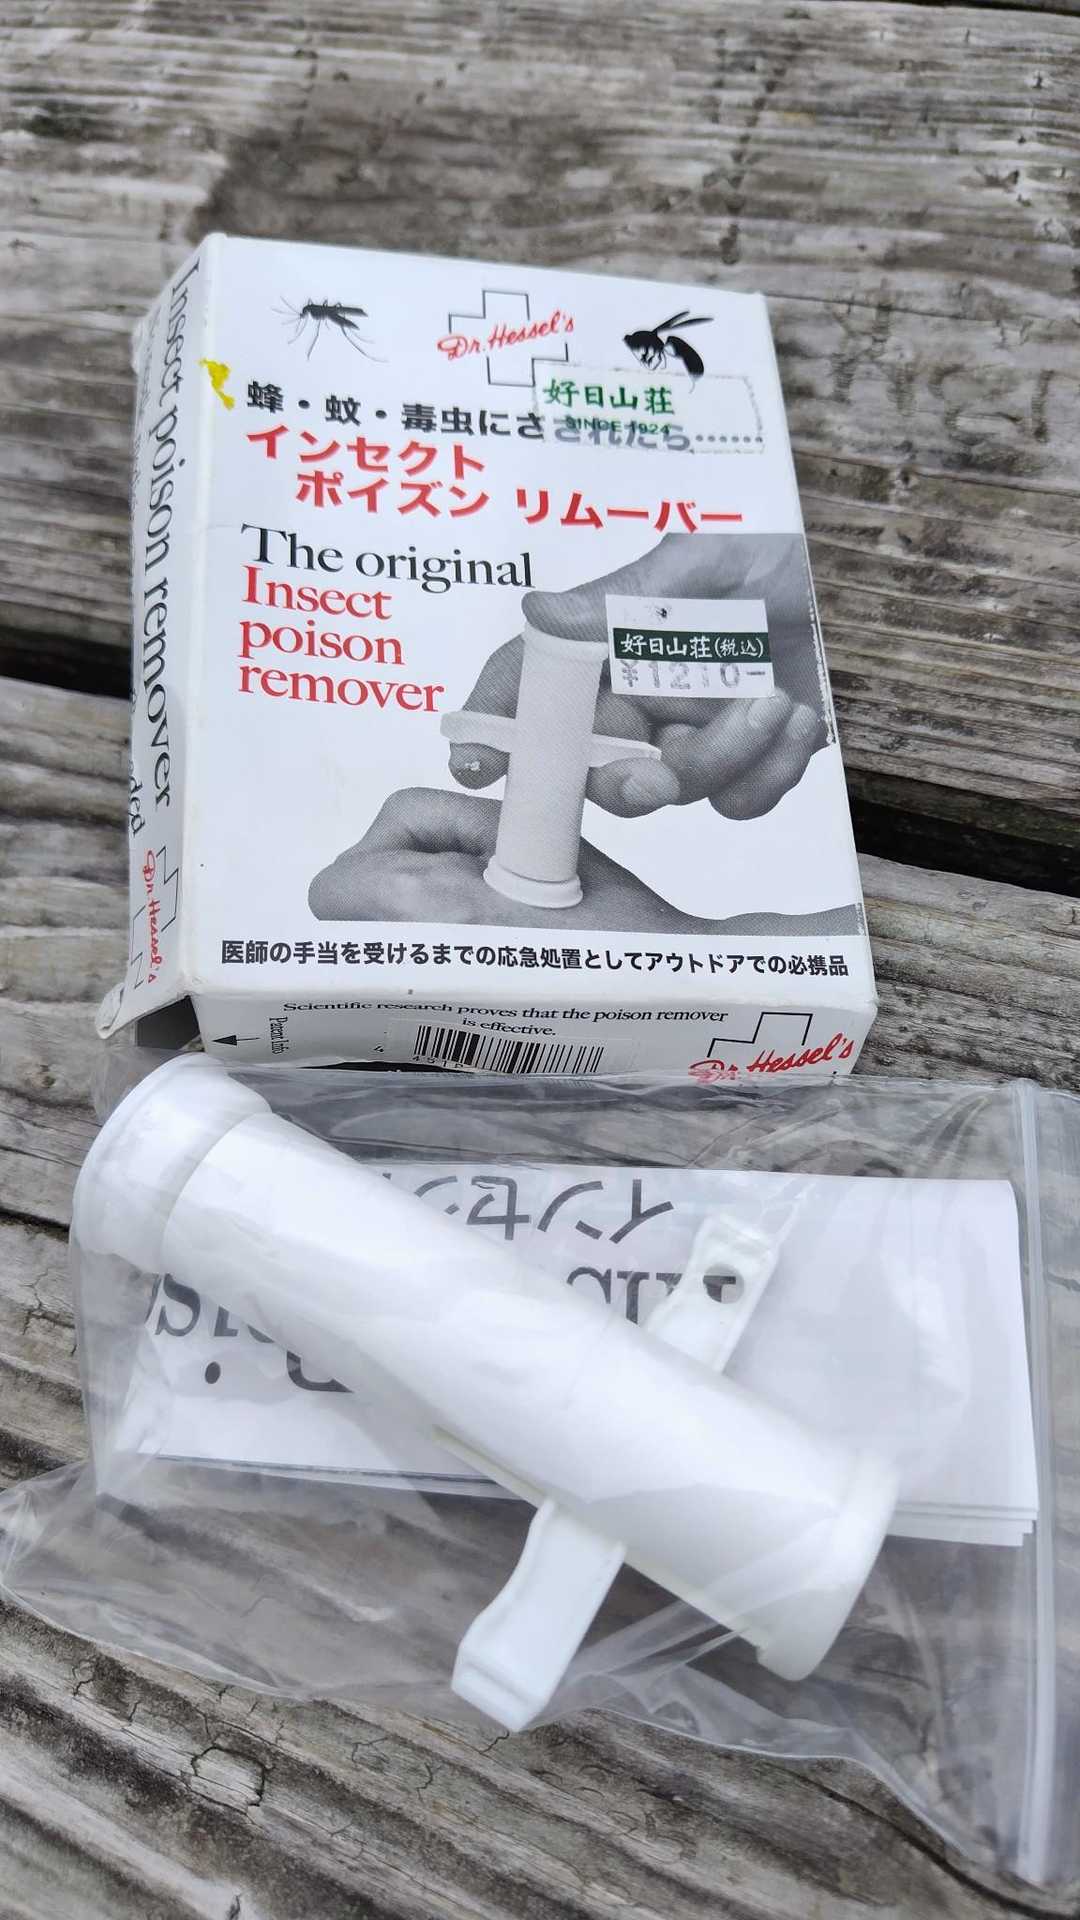 Dr. Hessel's
好日山荘
SINCE 1924
蜂・蚊・毒虫にさされたら……
インセクト
ポイズン リムーバー
The original
Insect
poison
remover
好日山荘(税込)
¥1210-
医師の手当を受けるまでの応急処置としてアウトドアでの必携品
Insect poison remover
Dr. Hessel's
Scientific research proves that the poison remover
is effective.
Patent Info
Dr. Hessel's